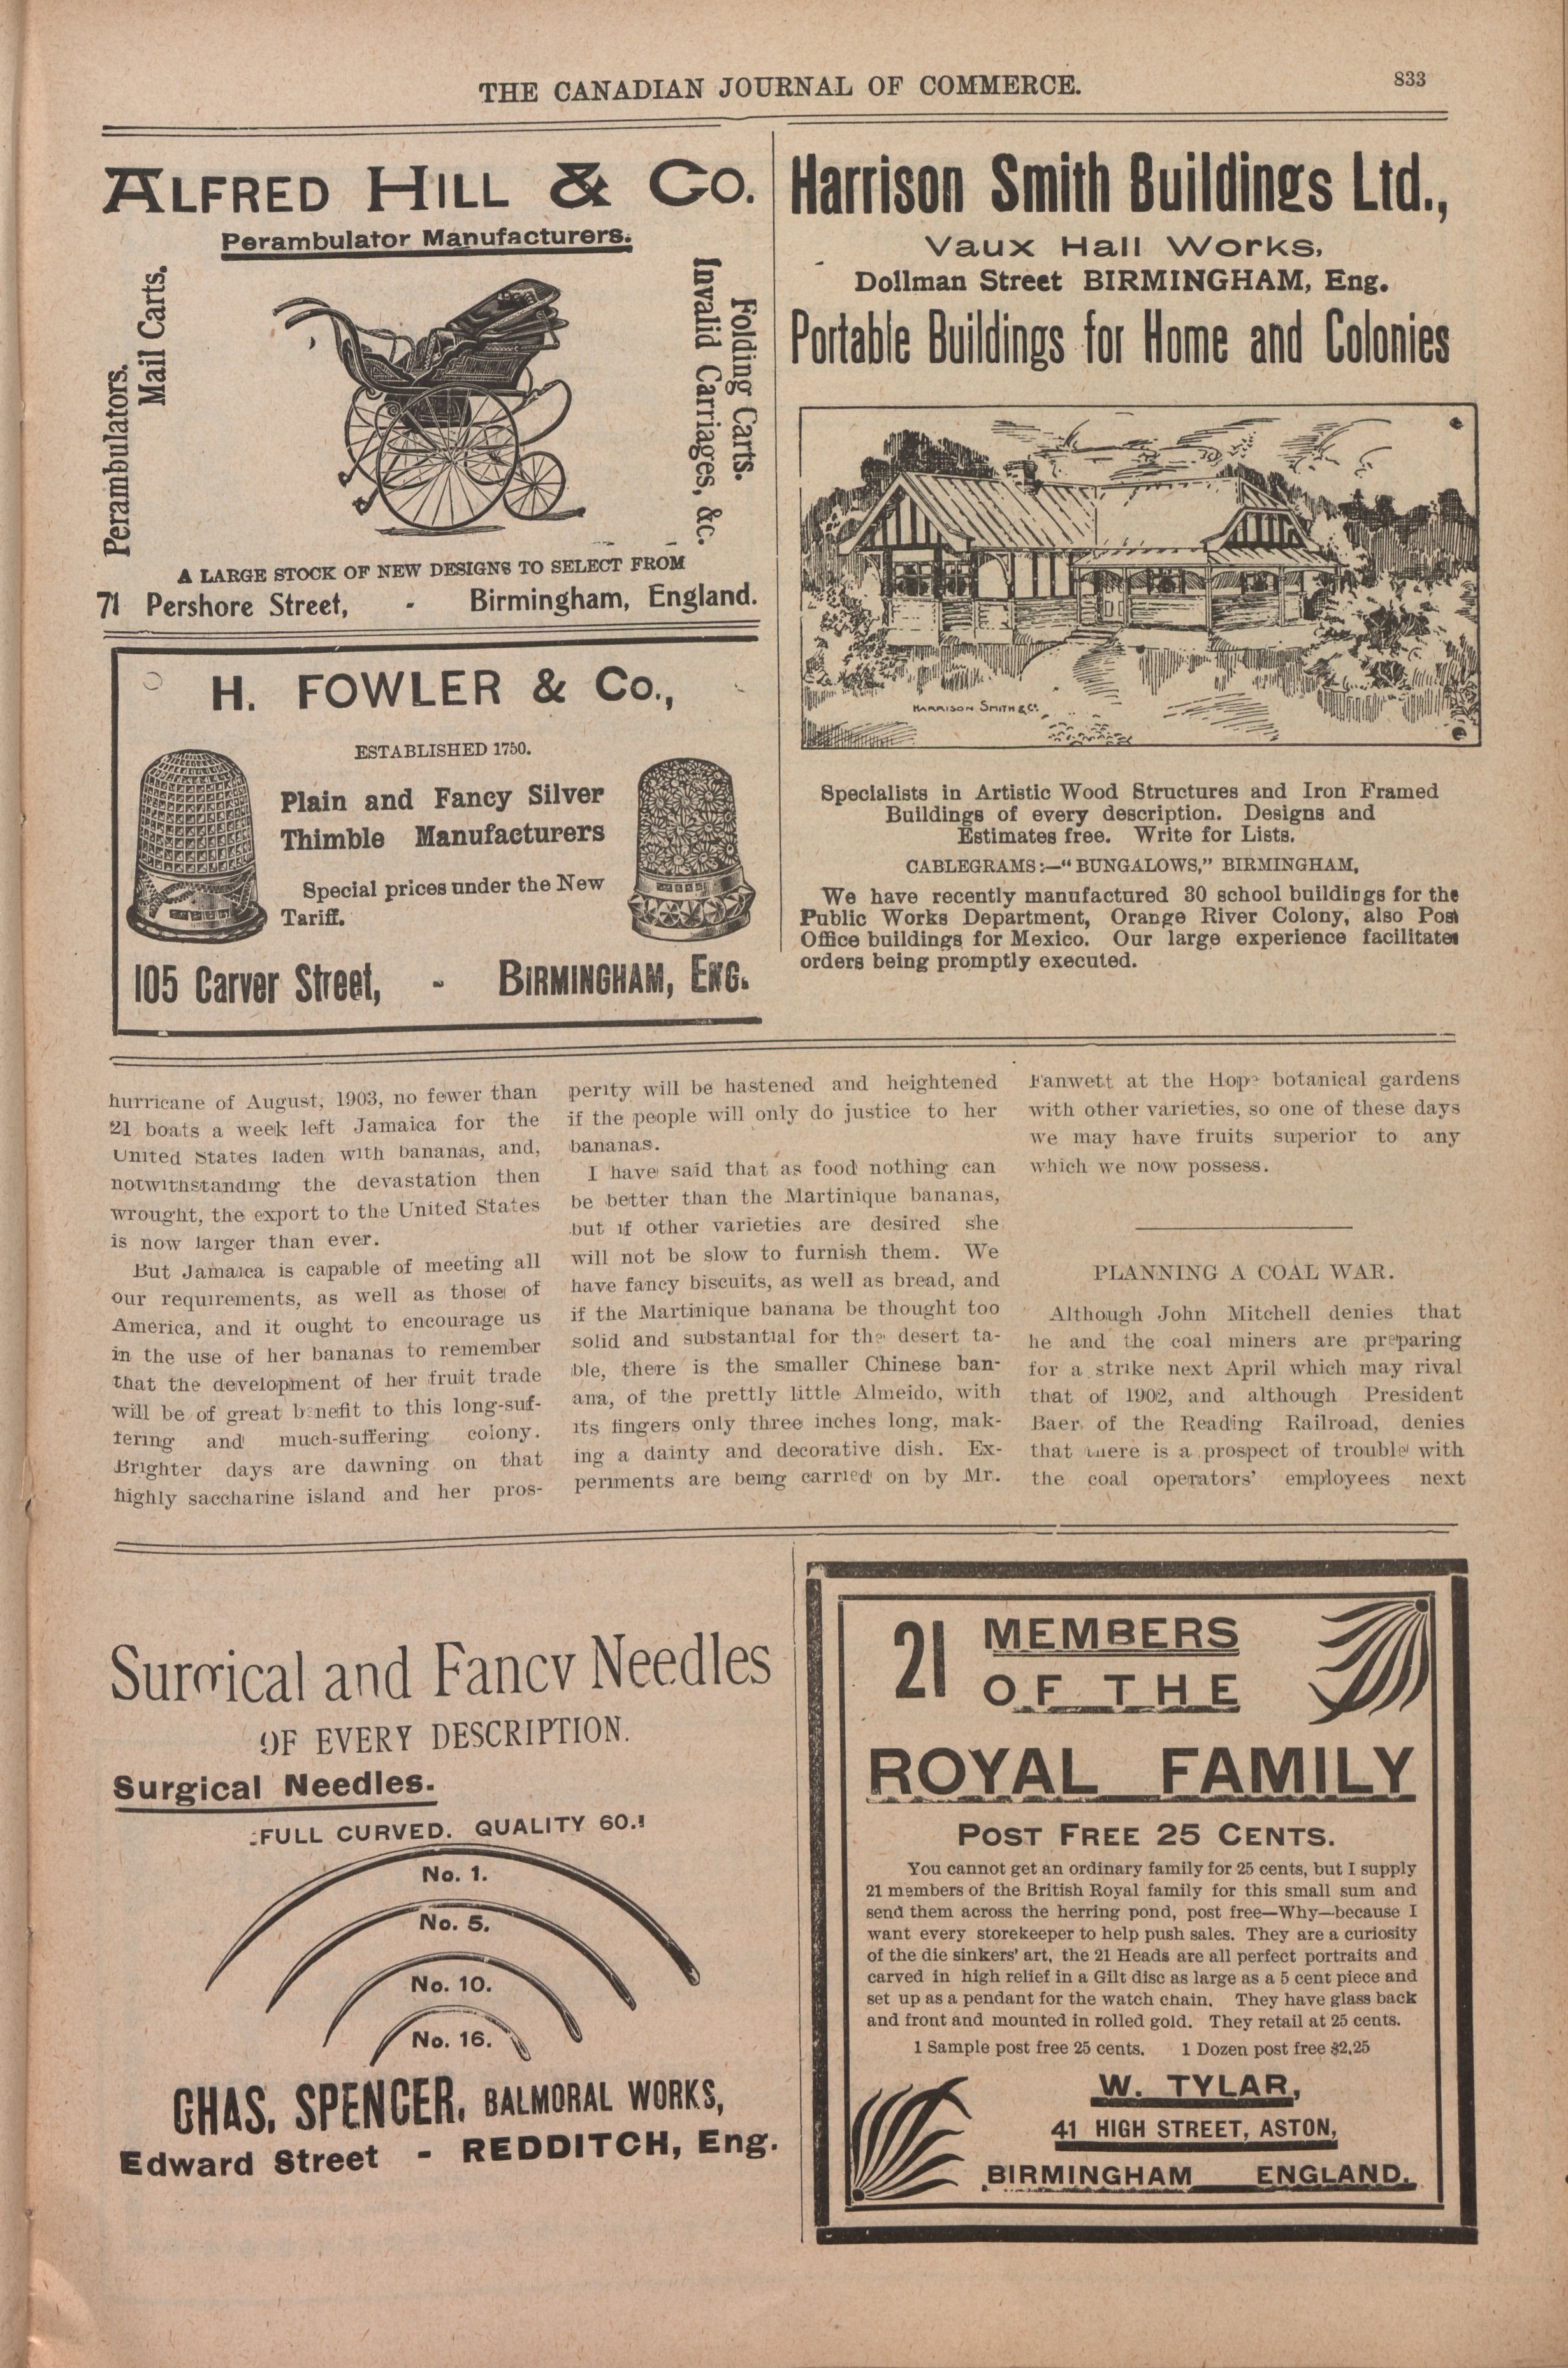 THE CANADIAN JOURNAL OF COMMERCE.
833
ALFRED HILL & CO.
Perambulator Manufacturers.
Perambulators.
Mail Carts.
Folding Carts.
Invalid Carriages, &c.
A LARGE STOCK OF NEW DESIGNS TO SELECT FROM
71 Pershore Street, - Birmingham, England.
H. FOWLER & Co.,
ESTABLISHED 1750.
Plain and Fancy Silver
Thimble Manufacturers
Special prices under the New
Tariff.
105 Carver Street, - BIRMINGHAM, ENG.
Harrison Smith Buildings Ltd.,
Vaux Hall Works,
Dollman Street BIRMINGHAM, Eng.
Portable Buildings for Home and Colonies
HARRISON SMITH & Co.
Specialists in Artistic Wood Structures and Iron Framed
Buildings of every description. Designs and
Estimates free. Write for Lists.
CABLEGRAMS:—"BUNGALOWS," BIRMINGHAM,
We have recently manufactured 30 school buildings for the
Public Works Department, Orange River Colony, also Post
Office buildings for Mexico. Our large experience facilitates
orders being promptly executed.
hurricane of August, 1903, no fewer than
21 boats a week left Jamaica for the
United States laden with bananas, and,
notwithstanding the devastation then
wrought, the export to the United States
is now larger than ever.
But Jamaica is capable of meeting all
our requirements, as well as those of
America, and it ought to encourage us
in the use of her bananas to remember
that the development of her fruit trade
will be of great benefit to this long-suf-
fering and much-suffering colony.
Brighter days are dawning on that
highly saccharine island and her pros-
perity will be hastened and heightened
if the people will only do justice to her
bananas.
I have said that as food nothing can
be better than the Martinique bananas,
but if other varieties are desired she
will not be slow to furnish them. We
have fancy biscuits, as well as bread, and
if the Martinique banana be thought too
solid and substantial for the desert ta-
ble, there is the smaller Chinese ban-
ana, of the prettly little Almeido, with
its fingers only three inches long, mak-
ing a dainty and decorative dish. Ex-
periments are being carried on by Mr.
Fanwett at the Hope botanical gardens
with other varieties, so one of these days
we may have fruits superior to any
which we now possess.
PLANNING A COAL WAR.
Although John Mitchell denies that
he and the coal miners are preparing
for a strike next April which may rival
that of 1902, and although President
Baer of the Reading Railroad, denies
that there is a prospect of trouble with
the coal operators' employees next
Surgical and Fancy Needles
OF EVERY DESCRIPTION.
Surgical Needles.
FULL CURVED. QUALITY 60.
No. 1.
No. 5.
No. 10.
No. 16.
CHAS. SPENCER, BALMORAL WORKS,
Edward Street - REDDITCH, Eng.
21 MEMBERS
OF THE
ROYAL FAMILY
POST FREE 25 CENTS.
You cannot get an ordinary family for 25 cents, but I supply
21 members of the British Royal family for this small sum and
send them across the herring pond, post free—Why—because I
want every storekeeper to help push sales. They are a curiosity
of the die sinkers' art, the 21 Heads are all perfect portraits and
carved in high relief in a Gilt disc as large as a 5 cent piece and
set up as a pendant for the watch chain. They have glass back
and front and mounted in rolled gold. They retail at 25 cents.
1 Sample post free 25 cents. 1 Dozen post free $2,25
W. TYLAR,
41 HIGH STREET, ASTON,
BIRMINGHAM ENGLAND.